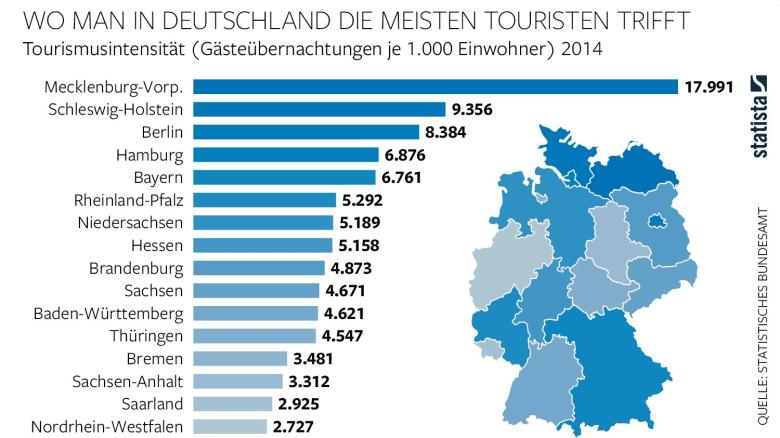 WO MAN IN DEUTSCHLAND DIE MEISTEN TOURISTEN TRIFFT
Tourismusintensität (Gästeübernachtungen je 1.000 Einwohner) 2014
Mecklenburg-Vorp. 17.991
Schleswig-Holstein 9.356
Berlin 8.384
Hamburg 6.876
Bayern 6.761
Rheinland-Pfalz 5.292
Niedersachsen 5.189
Hessen 5.158
Brandenburg 4.873
Sachsen 4.671
Baden-Württemberg 4.621
Thüringen 4.547
Bremen 3.481
Sachsen-Anhalt 3.312
Saarland 2.925
Nordrhein-Westfalen 2.727
statista
QUELLE: STATISTISCHES BUNDESAMT